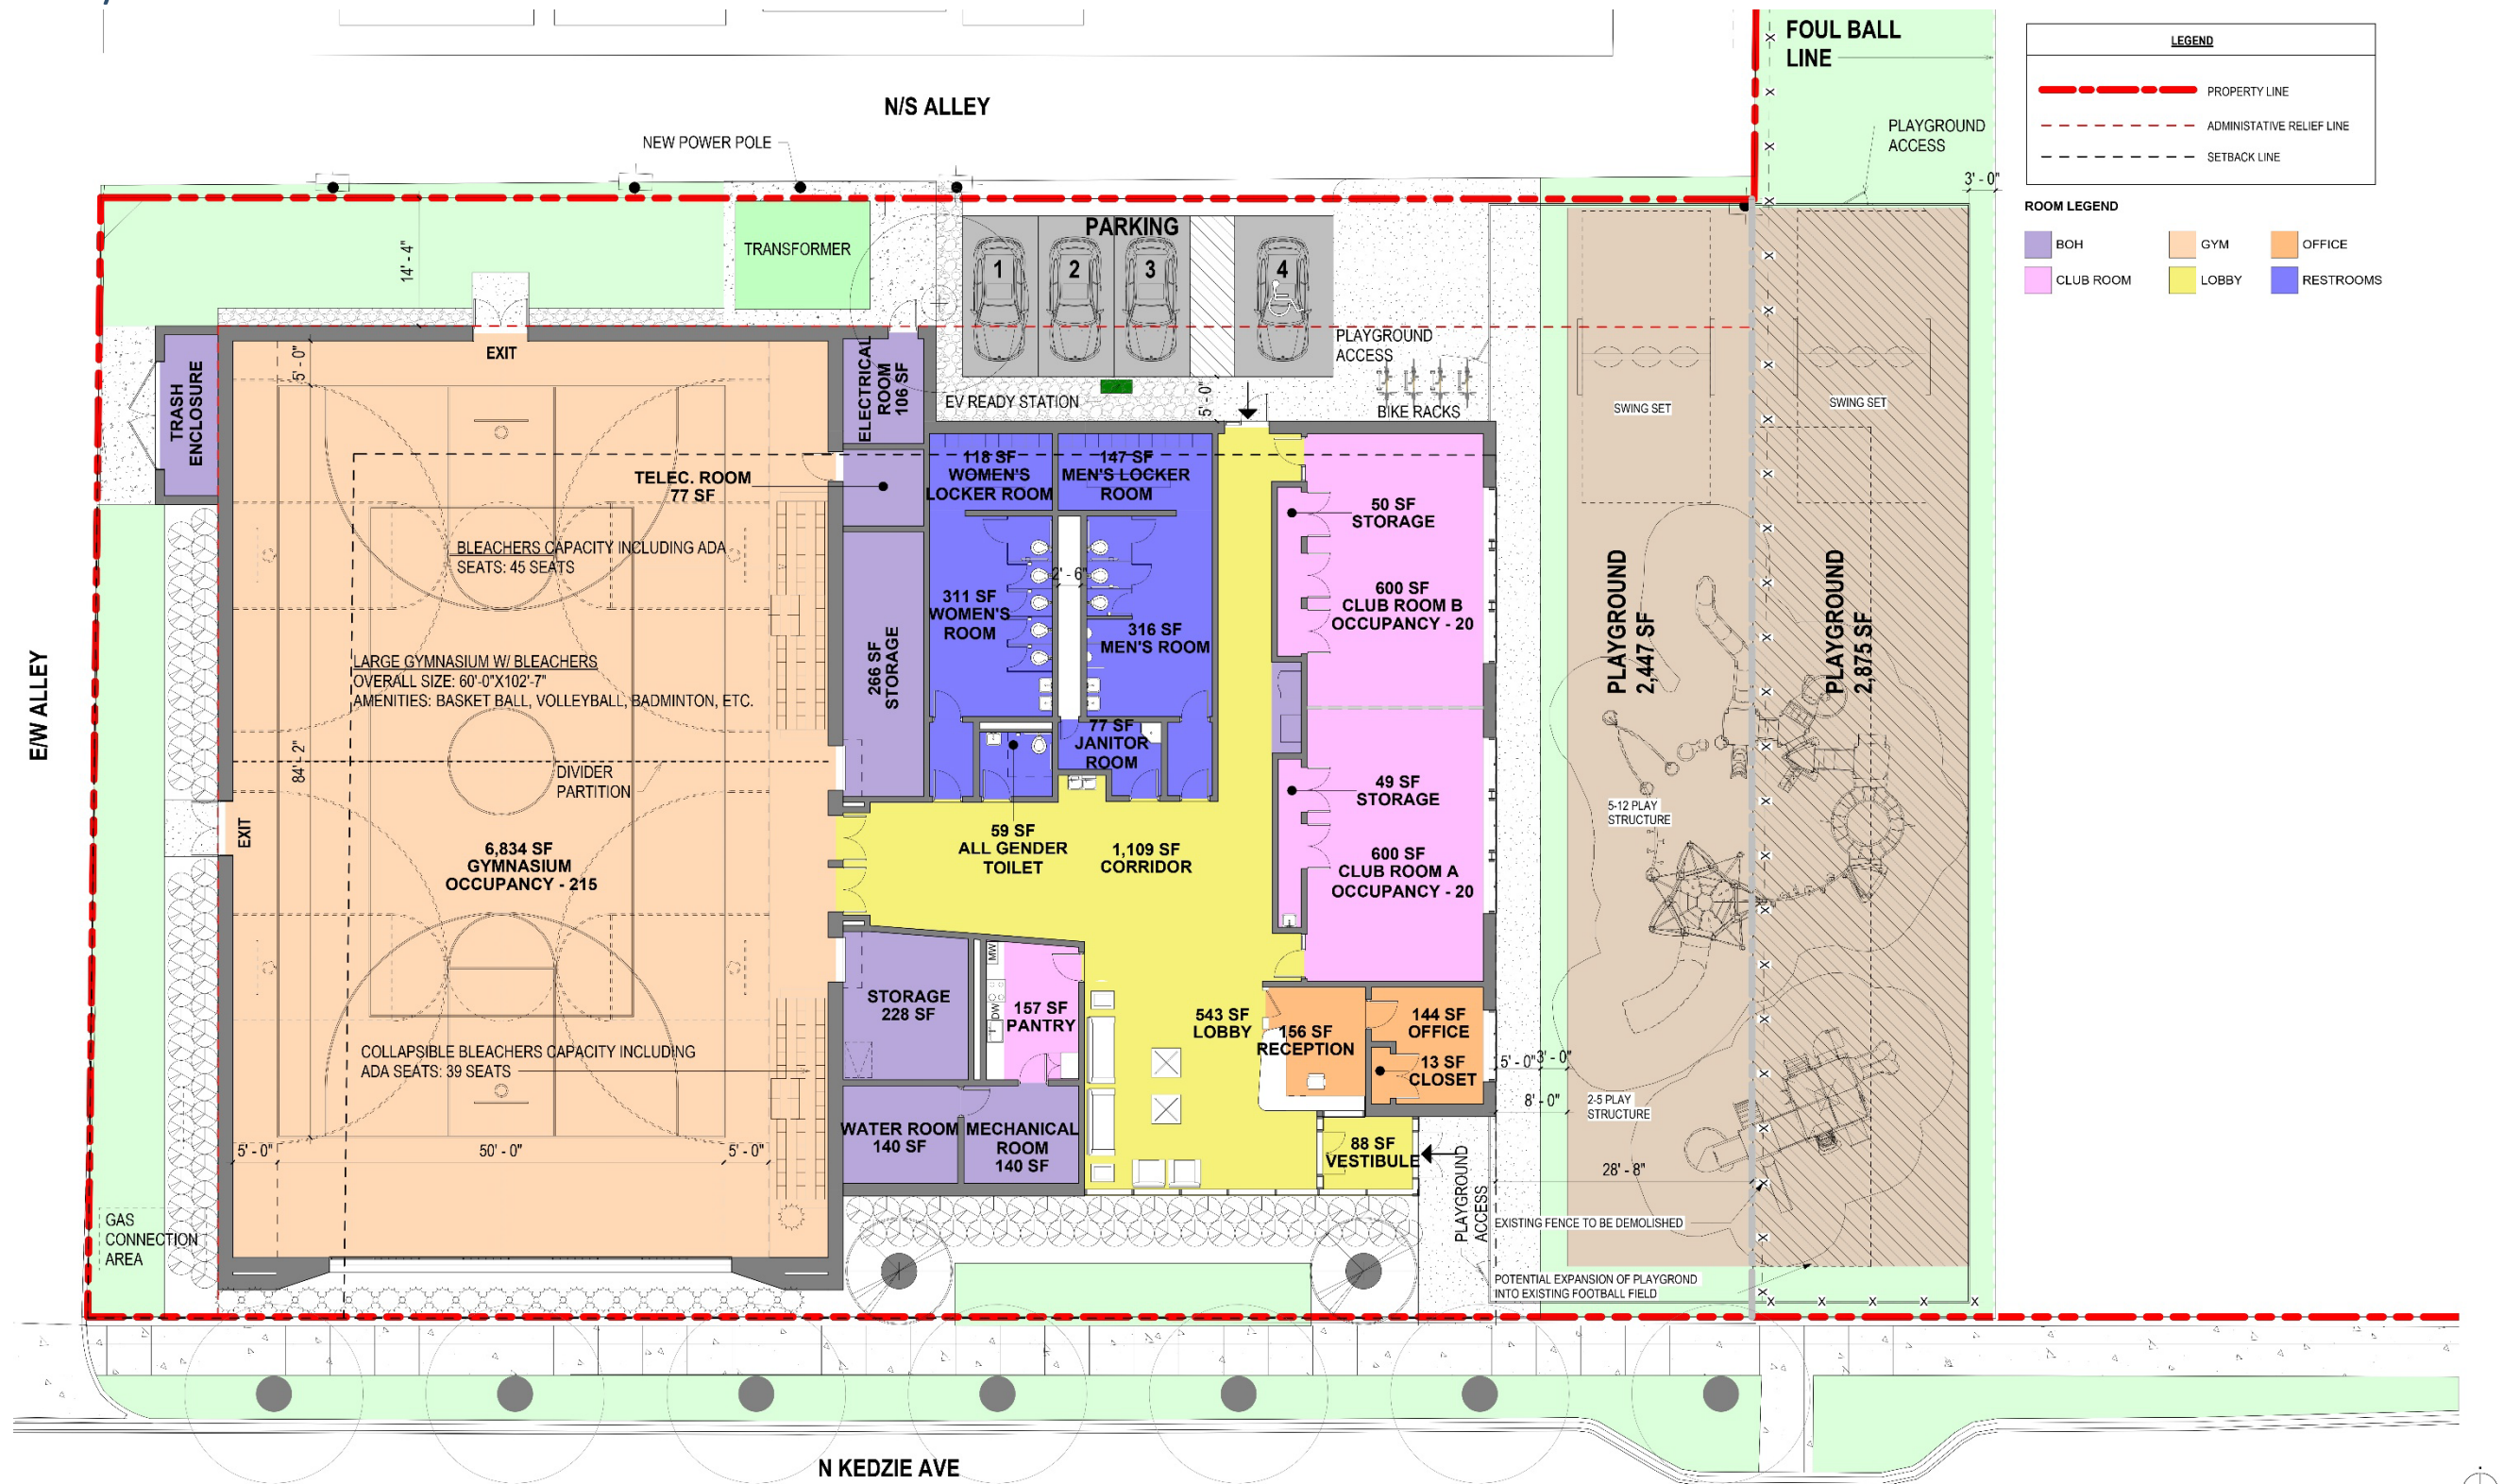 FOUL BALL
LINE
LEGEND
PROPERTY LINE
ADMINISTATIVE RELIEF LINE
SETBACK LINE
ROOM LEGEND
BOH
GYM
OFFICE
CLUB ROOM
LOBBY
RESTROOMS
N/S ALLEY
NEW POWER POLE
PLAYGROUND
ACCESS
3' - 0"
TRANSFORMER
PARKING
1
2
3
4
14' - 4"
EXIT
5' - 0"
TRASH
ENCLOSURE
ELECTRICAL
ROOM
106 SF
EV READY STATION
5' - 0"
PLAYGROUND
ACCESS
BIKE RACKS
SWING SET
SWING SET
TELEC. ROOM
77 SF
118 SF
WOMEN'S
LOCKER ROOM
147 SF
MEN'S LOCKER
ROOM
50 SF
STORAGE
BLEACHERS CAPACITY INCLUDING ADA
SEATS: 45 SEATS
2' - 6"
311 SF
WOMEN'S
ROOM
316 SF
MEN'S ROOM
600 SF
CLUB ROOM B
OCCUPANCY - 20
PLAYGROUND
2,447 SF
PLAYGROUND
2,875 SF
LARGE GYMNASIUM W/ BLEACHERS
OVERALL SIZE: 60'-0"X102'-7"
AMENITIES: BASKET BALL, VOLLEYBALL, BADMINTON, ETC.
266 SF
STORAGE
E/W ALLEY
84' - 2"
DIVIDER
PARTITION
77 SF
JANITOR
ROOM
49 SF
STORAGE
5-12 PLAY
STRUCTURE
EXIT
6,834 SF
GYMNASIUM
OCCUPANCY - 215
59 SF
ALL GENDER
TOILET
1,109 SF
CORRIDOR
600 SF
CLUB ROOM A
OCCUPANCY - 20
MW
DW
STORAGE
228 SF
157 SF
PANTRY
543 SF
LOBBY
156 SF
RECEPTION
144 SF
OFFICE
13 SF
CLOSET
COLLAPSIBLE BLEACHERS CAPACITY INCLUDING
ADA SEATS: 39 SEATS
5' - 0"
3' - 0"
8' - 0"
2-5 PLAY
STRUCTURE
5' - 0"
50' - 0"
5' - 0"
WATER ROOM
140 SF
MECHANICAL
ROOM
140 SF
88 SF
VESTIBULE
PLAYGROUND
ACCESS
28' - 8"
GAS
CONNECTION
AREA
EXISTING FENCE TO BE DEMOLISHED
POTENTIAL EXPANSION OF PLAYGROND
INTO EXISTING FOOTBALL FIELD
N KEDZIE AVE